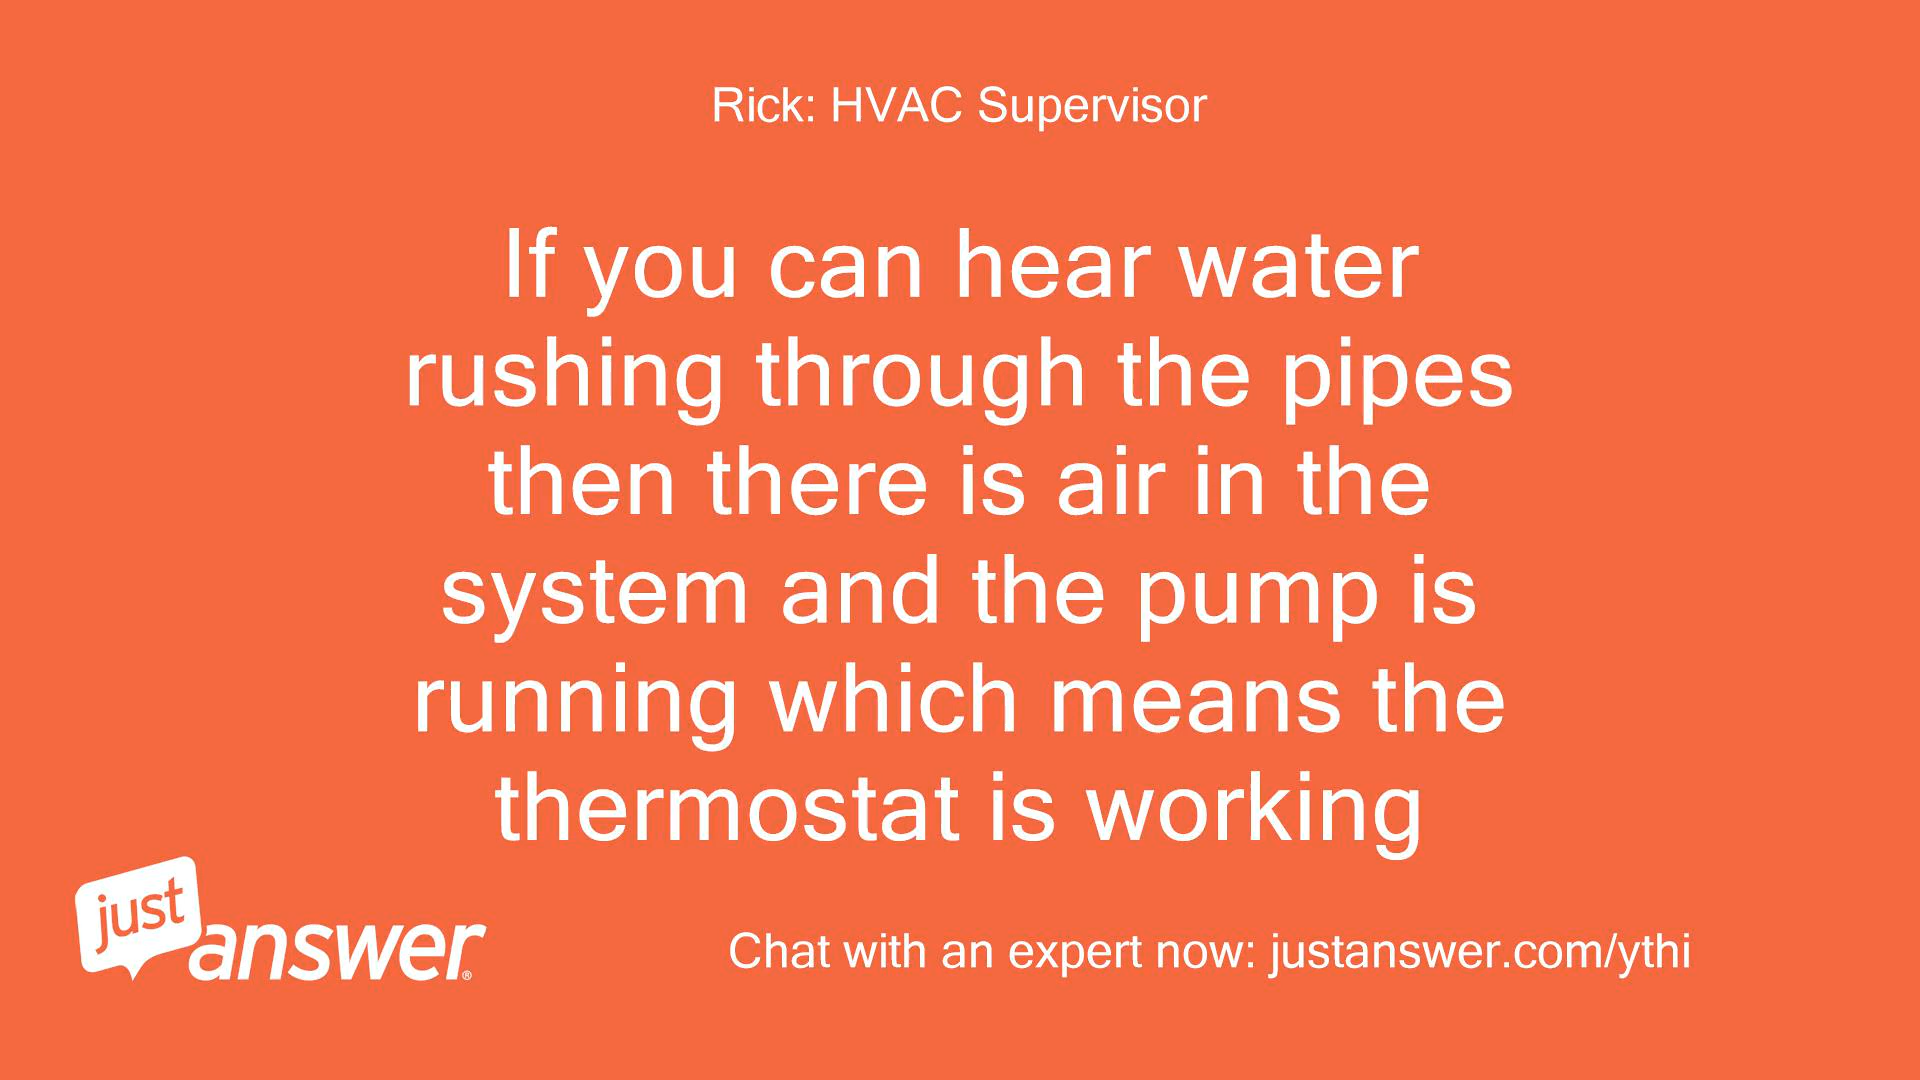 Rick: HVAC Supervisor
If you can hear water
rushing through the pipes
then there is air in the
system and the pump is
running which means the
thermostat is working
just
answer®
Chat with an expert now: justanswer.com/ythi